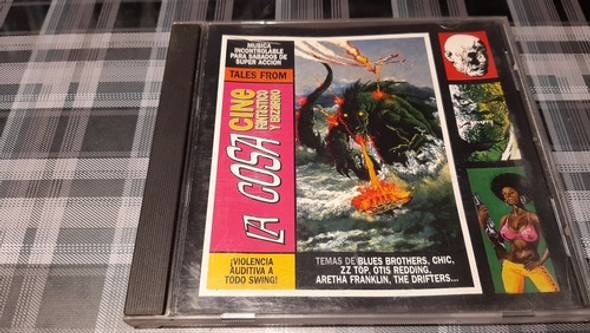 MUSICA
INCONTROLABLE
PARA SABADOS DE
SUPER ACCION
TALES FROM
LA COSA
CINE
FANTASTICO
Y BIZARRO
¡VIOLENCIA
AUDITIVA A
TODO SWING!
TEMAS DE BLUES BROTHERS, CHIC,
ZZ TOP, OTIS REDDING,
ARETHA FRANKLIN, THE DRIFTERS...